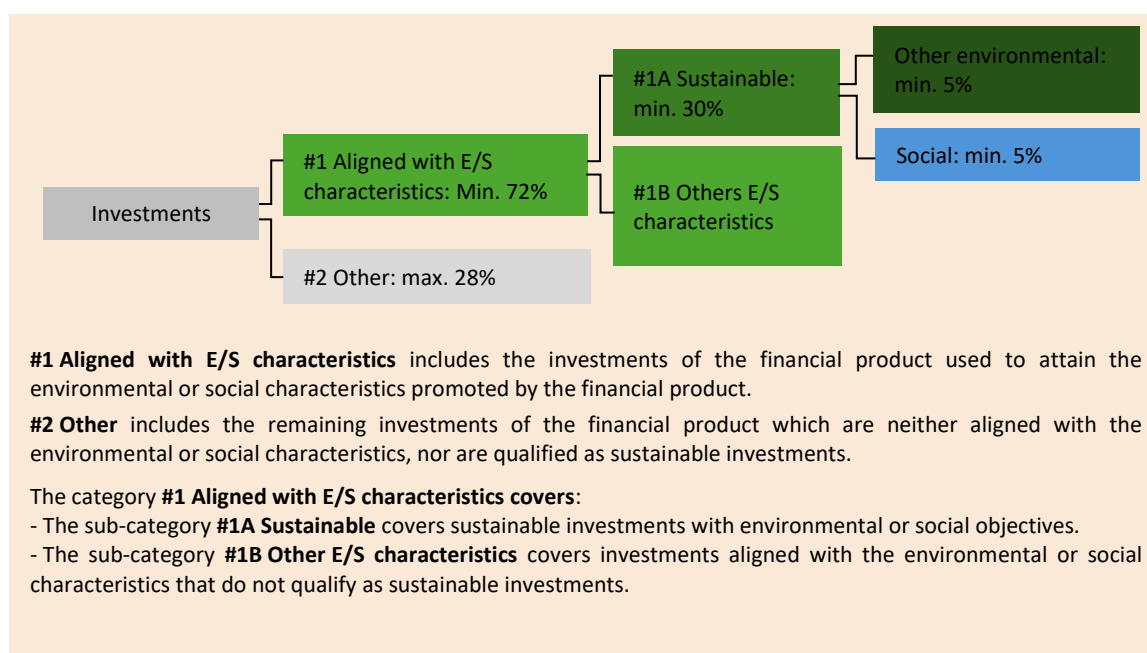 Other environmental:
min. 5%
#1A Sustainable:
min. 30%
Social: min. 5%
#1 Aligned with E/S
characteristics: Min. 72%
#1B Others E/S
characteristics
Investments
#2 Other: max. 28%
#1 Aligned with E/S characteristics includes the investments of the financial product used to attain the
environmental or social characteristics promoted by the financial product.
#2 Other includes the remaining investments of the financial product which are neither aligned with the
environmental or social characteristics, nor are qualified as sustainable investments.
The category #1 Aligned with E/S characteristics covers:
- The sub-category #1A Sustainable covers sustainable investments with environmental or social objectives.
- The sub-category #1B Other E/S characteristics covers investments aligned with the environmental or social
characteristics that do not qualify as sustainable investments.